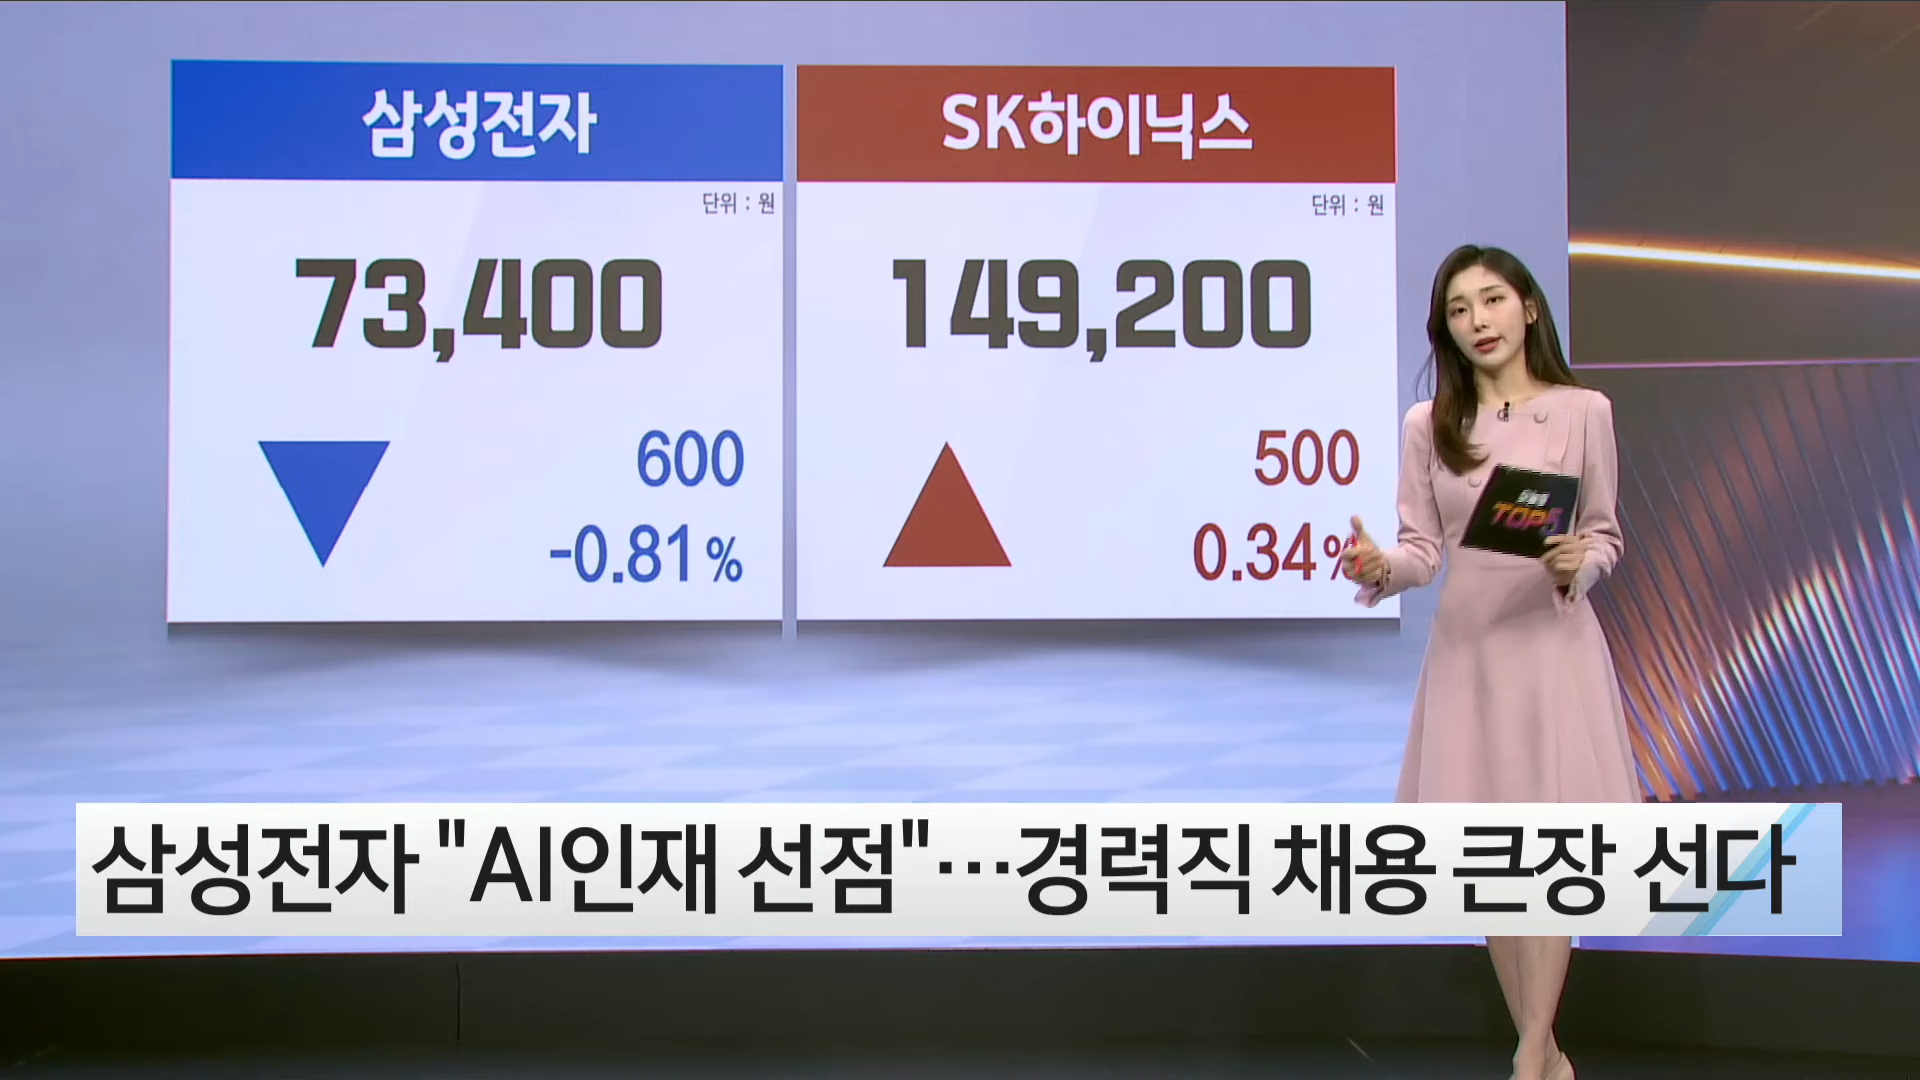 삼성전자
단위 : 원
73,400
600
-0.81%
SK하이닉스
단위 : 원
149,200
500
0.34%
TOP5
삼성전자 "AI인재 선점"…경력직 채용 큰장 선다